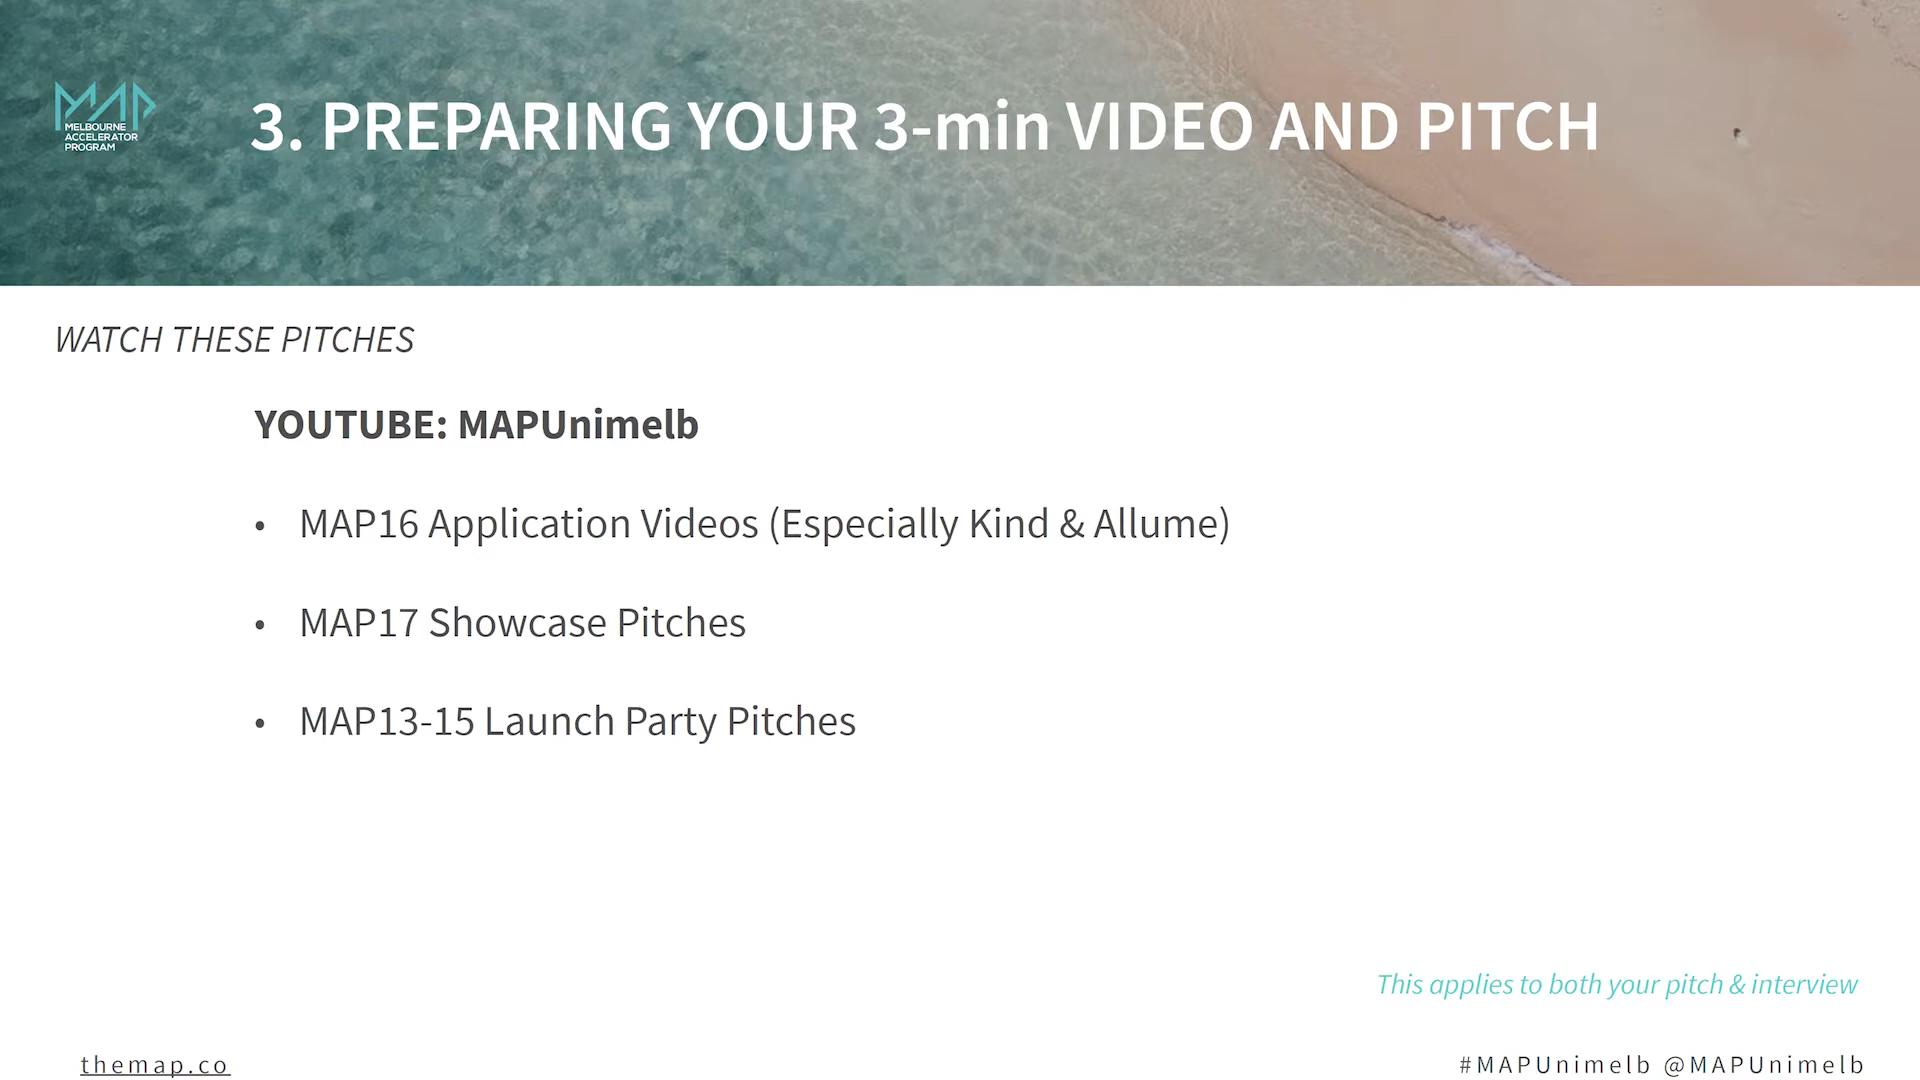 MAP
MELBOURNE
ACCELERATOR
PROGRAM
3. PREPARING YOUR 3-min VIDEO AND PITCH
WATCH THESE PITCHES
YOUTUBE: MAPUnimelb
• MAP16 Application Videos (Especially Kind & Allume)
• MAP17 Showcase Pitches
• MAP13-15 Launch Party Pitches
This applies to both your pitch & interview
themap.co
#MAPUnimelb @MAPUnimelb